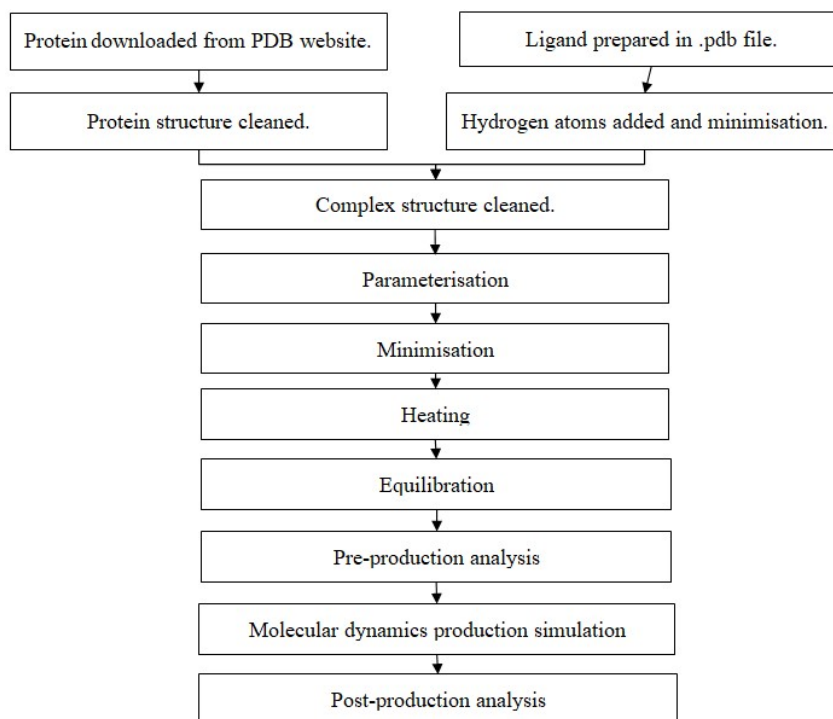 Protein downloaded from PDB website.
Ligand prepared in .pdb file.
Protein structure cleaned.
Hydrogen atoms added and minimisation.
Complex structure cleaned.
Parameterisation
Minimisation
Heating
Equilibration
Pre-production analysis
Molecular dynamics production simulation
Post-production analysis